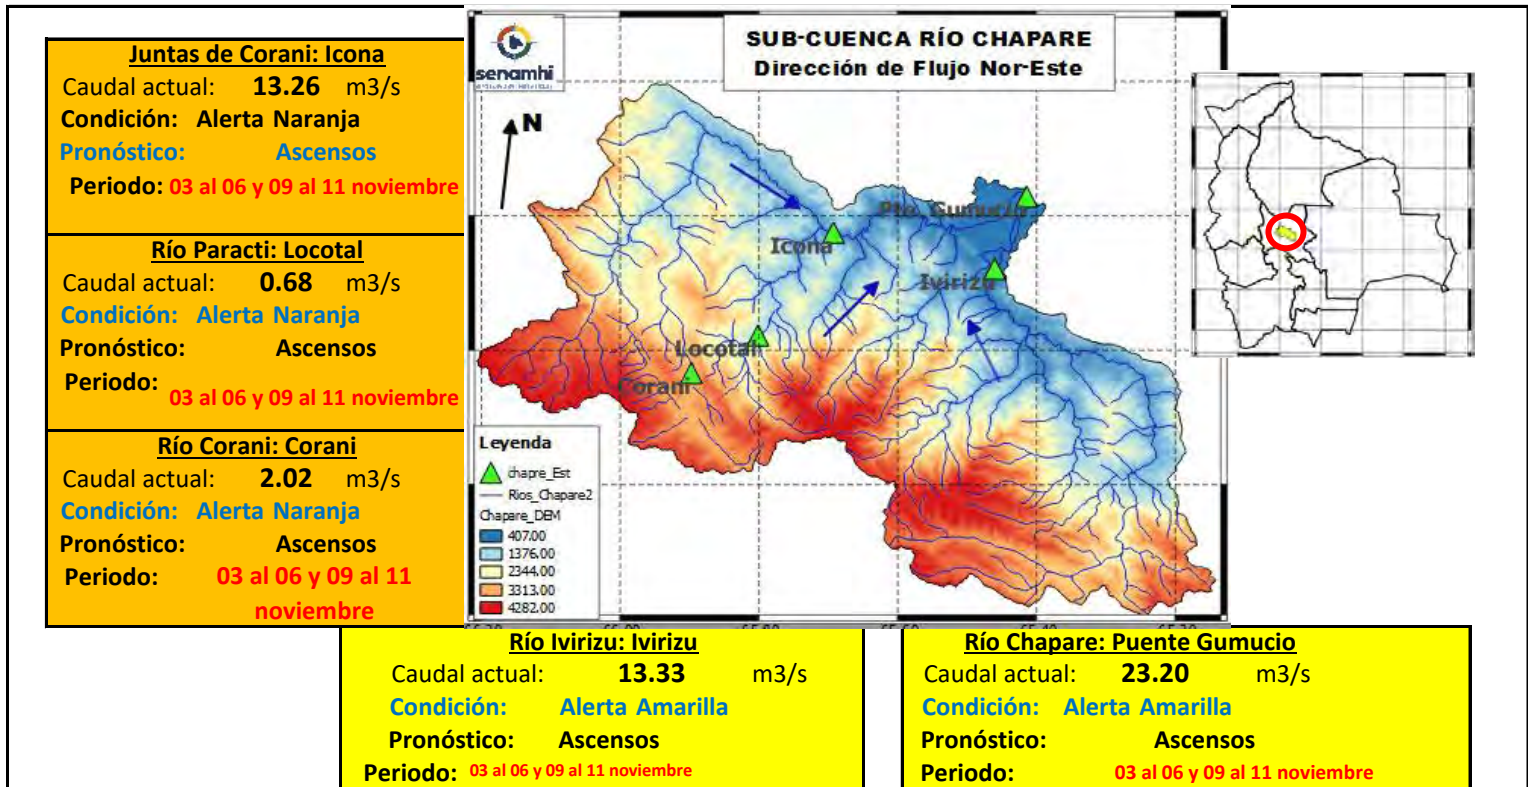 Juntas de Corani: Icona
Caudal actual: 13.26 m3/s
Condición: Alerta Naranja
Pronóstico: Ascensos
Periodo: 03 al 06 y 09 al 11 noviembre
Río Paracti: Locotal
Caudal actual: 0.68 m3/s
Condición: Alerta Naranja
Pronóstico: Ascensos
Periodo:
03 al 06 y 09 al 11 noviembre
Río Corani: Corani
Caudal actual: 2.02 m3/s
Condición: Alerta Naranja
Pronóstico: Ascensos
Periodo: 03 al 06 y 09 al 11
noviembre
senamhi
SUB-CUENCA RÍO CHAPARE
Dirección de Flujo Nor-Este
N
Pte. Gumucio
Icona
Ivirizu
Locotal
Corani
Leyenda
chapre_Est
Rios_Chapare2
Chapare_DEM
407.00
1376.00
2344.00
3313.00
4282.00
Río Ivirizu: Ivirizu
Caudal actual: 13.33 m3/s
Condición: Alerta Amarilla
Pronóstico: Ascensos
Periodo: 03 al 06 y 09 al 11 noviembre
Río Chapare: Puente Gumucio
Caudal actual: 23.20 m3/s
Condición: Alerta Amarilla
Pronóstico: Ascensos
Periodo: 03 al 06 y 09 al 11 noviembre